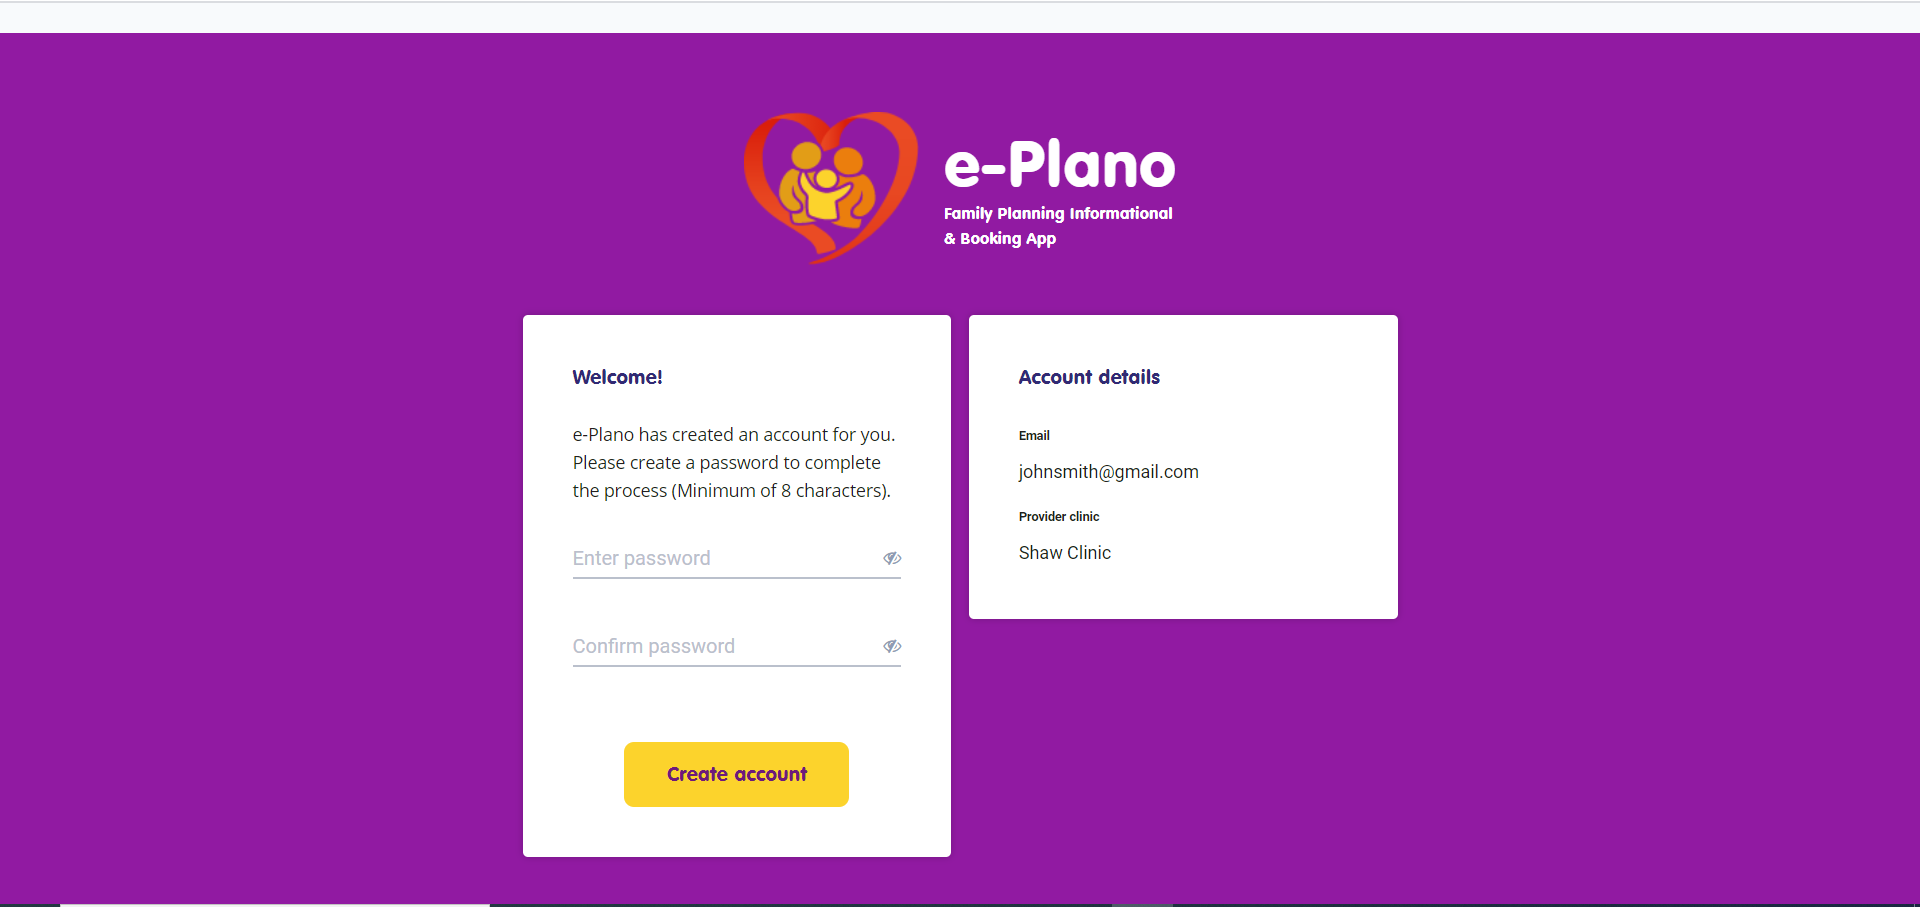 e-Plano
Family Planning Informational
& Booking App
Welcome!
e-Plano has created an account for you.
Please create a password to complete
the process (Minimum of 8 characters).
Enter password
Confirm password
Create account
Account details
Email
johnsmith@gmail.com
Provider clinic
Shaw Clinic